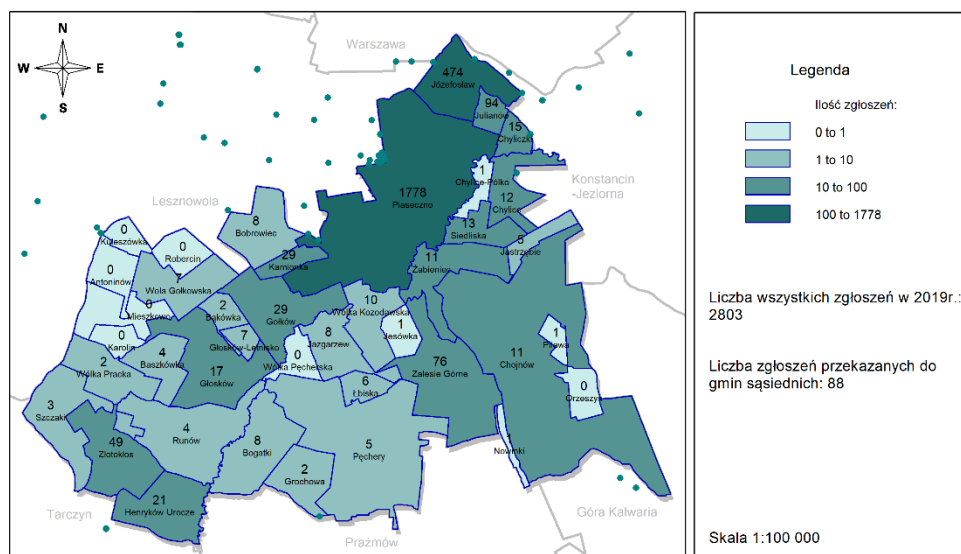 N
W E
S
Warszawa
474
Józefosław
94
Julianów
15
Chyliczki
1
Chylice-Pólko
Konstancin
-Jeziorna
1778
Piaseczno
12
Chylice
Lesznowola
8
Bobrowiec
13
Siedliska
5
Jastrzębie
0
Kuleszówka
0
Robercin
29
Kamionka
11
Żabieniec
0
Antoninów
7
Wola Gołkowska
10
Wólka Kozodawska
0
Mieszkowo
2
Bąkówka
29
Gołków
1
Jesówka
1
Pilawa
0
Karolin
7
Głosków-Letnisko
8
Jazgarzew
2
Wólka Pracka
4
Baszkówka
17
Głosków
0
Wólka Pęcherska
76
Zalesie Górne
11
Chojnów
0
Orzeszyn
6
Łbiska
3
Szczaki
4
Runów
8
Bogatki
5
Pęchery
1
Nowinki
49
Złotokłos
2
Grochowa
21
Henryków Urocze
Tarczyn
Prażmów
Góra Kalwaria
Legenda
Ilość zgłoszeń:
0 to 1
1 to 10
10 to 100
100 to 1778
Liczba wszystkich zgłoszeń w 2019r.:
2803
Liczba zgłoszeń przekazanych do
gmin sąsiednich: 88
Skala 1:100 000